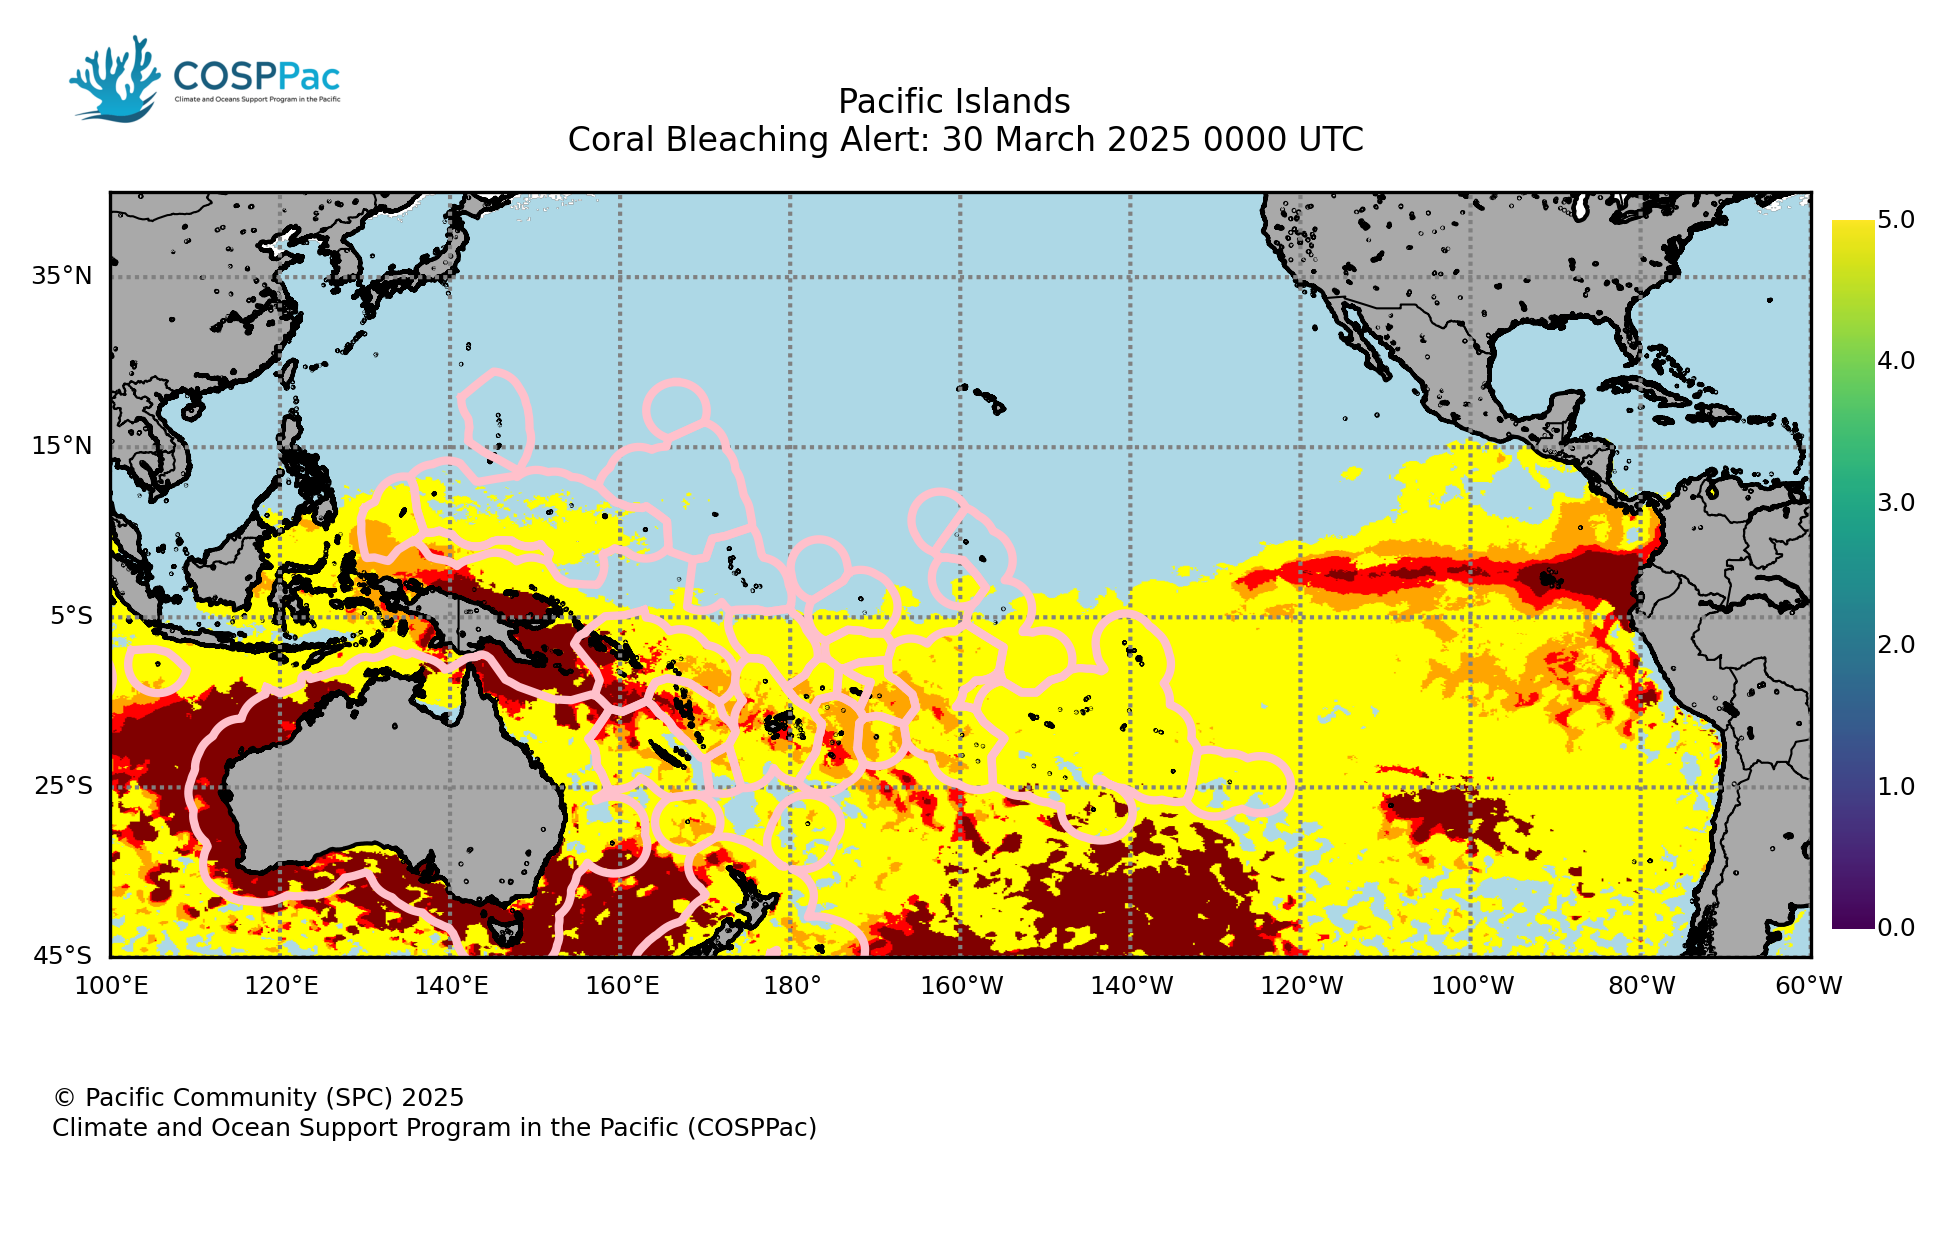 COSPPac
Climate and Oceans Support Program in the Pacific
Pacific Islands
Coral Bleaching Alert: 30 March 2025 0000 UTC
35°N
15°N
5°S
25°S
45°S
100°E 120°E 140°E 160°E 180° 160°W 140°W 120°W 100°W 80°W 60°W
5.0
4.0
3.0
2.0
1.0
0.0
© Pacific Community (SPC) 2025
Climate and Ocean Support Program in the Pacific (COSPPac)